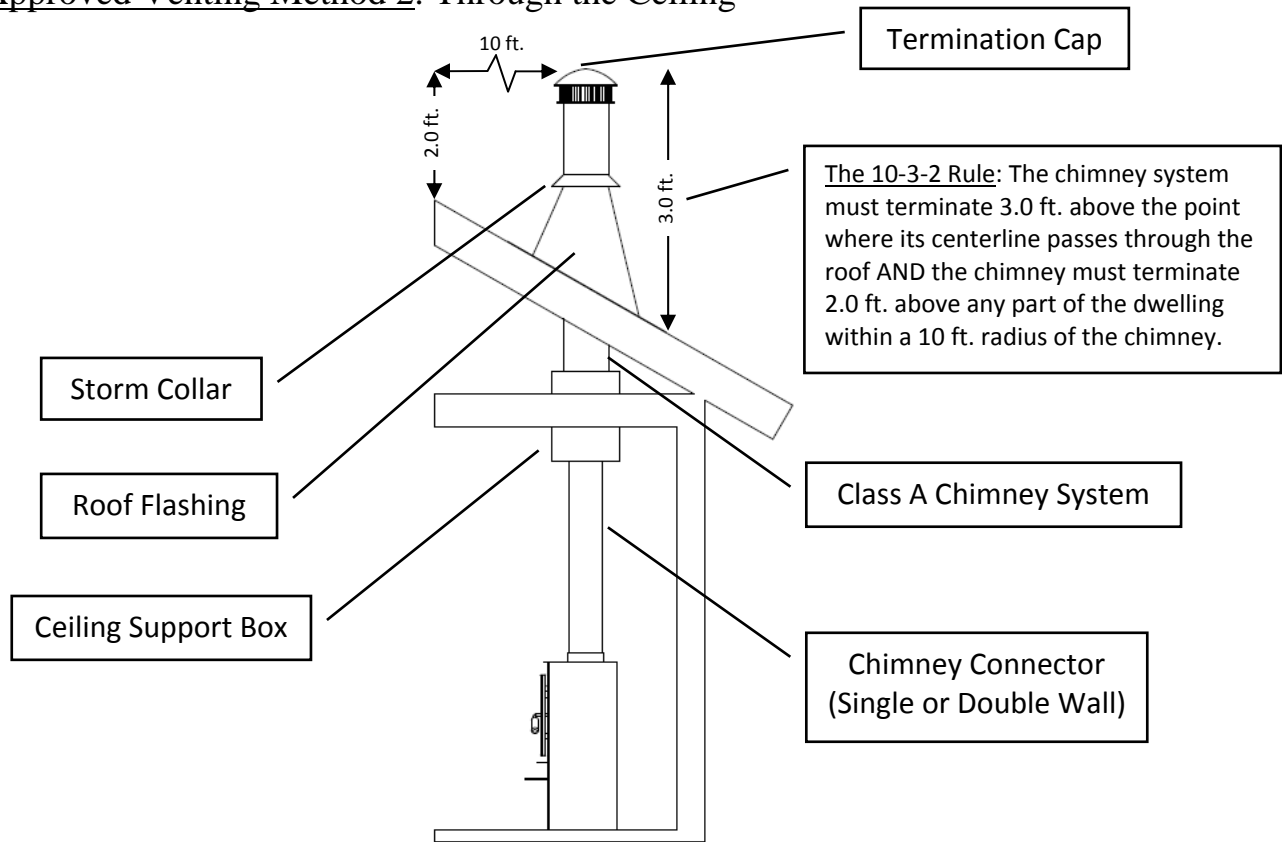 Approved Venting Method 2: Through the Ceiling
10 ft.
Termination Cap
2.0 ft.
3.0 ft.
The 10-3-2 Rule: The chimney system
must terminate 3.0 ft. above the point
where its centerline passes through the
roof AND the chimney must terminate
2.0 ft. above any part of the dwelling
within a 10 ft. radius of the chimney.
Storm Collar
Roof Flashing
Class A Chimney System
Ceiling Support Box
Chimney Connector
(Single or Double Wall)